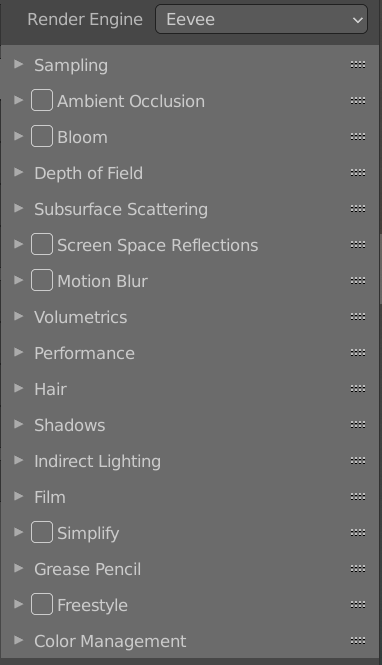 Render Engine Eevee
Sampling
Ambient Occlusion
Bloom
Depth of Field
Subsurface Scattering
Screen Space Reflections
Motion Blur
Volumetrics
Performance
Hair
Shadows
Indirect Lighting
Film
Simplify
Grease Pencil
Freestyle
Color Management